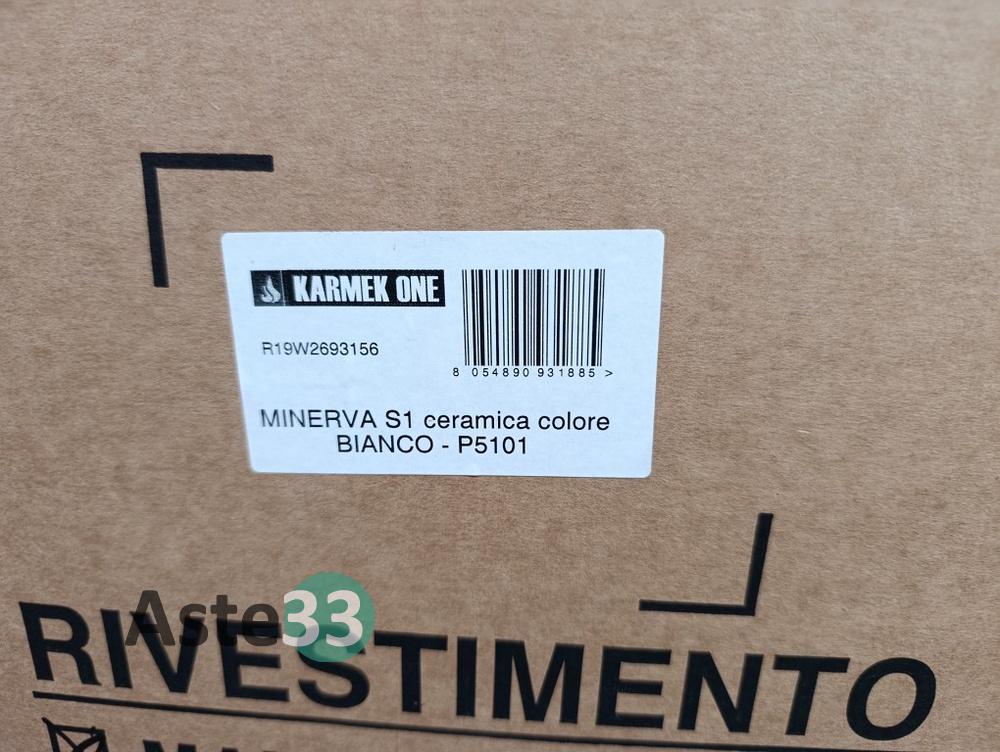 KARMEK ONE
R19W2693156
8 054890 931885 >
MINERVA S1 ceramica colore
BIANCO - P5101
Aste33
RIVESTIMENTO